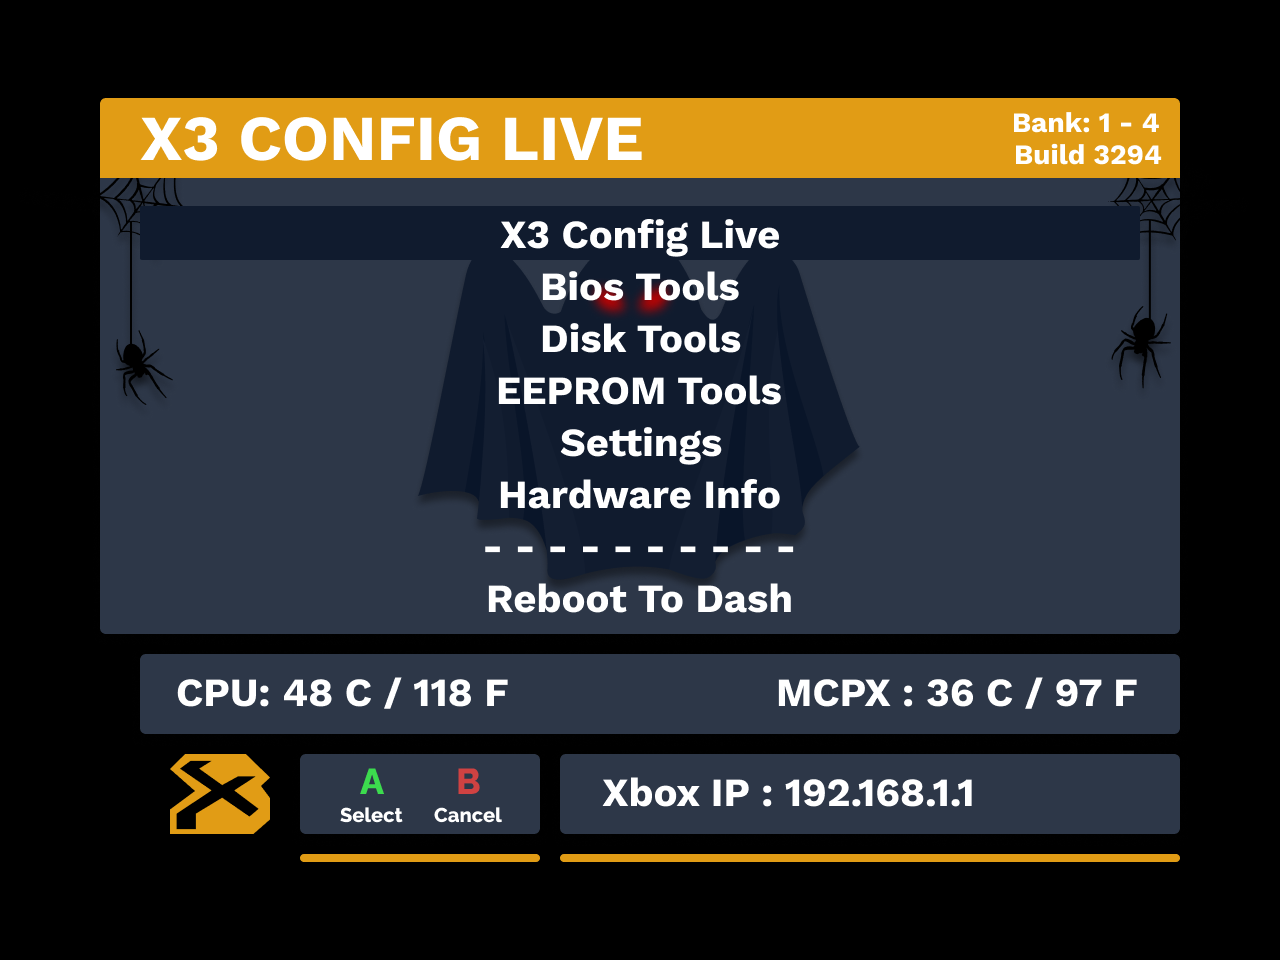 X3 CONFIG LIVE
Bank: 1 - 4
Build 3294
X3 Config Live
Bios Tools
Disk Tools
EEPROM Tools
Settings
Hardware Info
- - - - - - - - - -
Reboot To Dash
CPU: 48 C / 118 F
MCPX : 36 C / 97 F
A B
Select Cancel
Xbox IP : 192.168.1.1